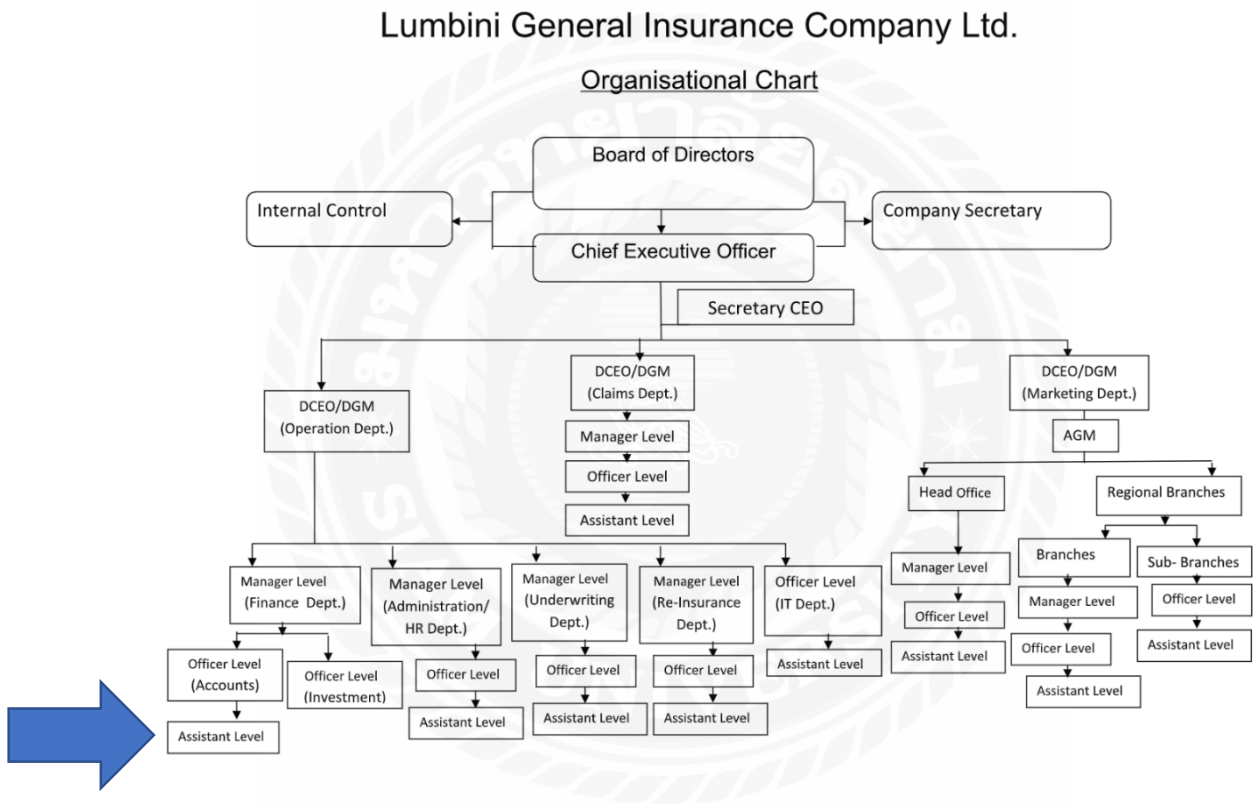 Lumbini General Insurance Company Ltd.
Organisational Chart
Board of Directors
Internal Control
Company Secretary
Chief Executive Officer
Secretary CEO
DCEO/DGM
(Operation Dept.)
DCEO/DGM
(Claims Dept.)
Manager Level
Officer Level
Assistant Level
DCEO/DGM
(Marketing Dept.)
AGM
Head Office
Regional Branches
Manager Level
(Finance Dept.)
Officer Level
(Accounts)
Assistant Level
Officer Level
(Investment)
Manager Level
(Administration/
HR Dept.)
Officer Level
Assistant Level
Manager Level
(Underwriting
Dept.)
Officer Level
Assistant Level
Manager Level
(Re-Insurance
Dept.)
Officer Level
Assistant Level
Officer Level
(IT Dept.)
Assistant Level
Manager Level
Officer Level
Assistant Level
Branches
Manager Level
Officer Level
Assistant Level
Sub- Branches
Officer Level
Assistant Level